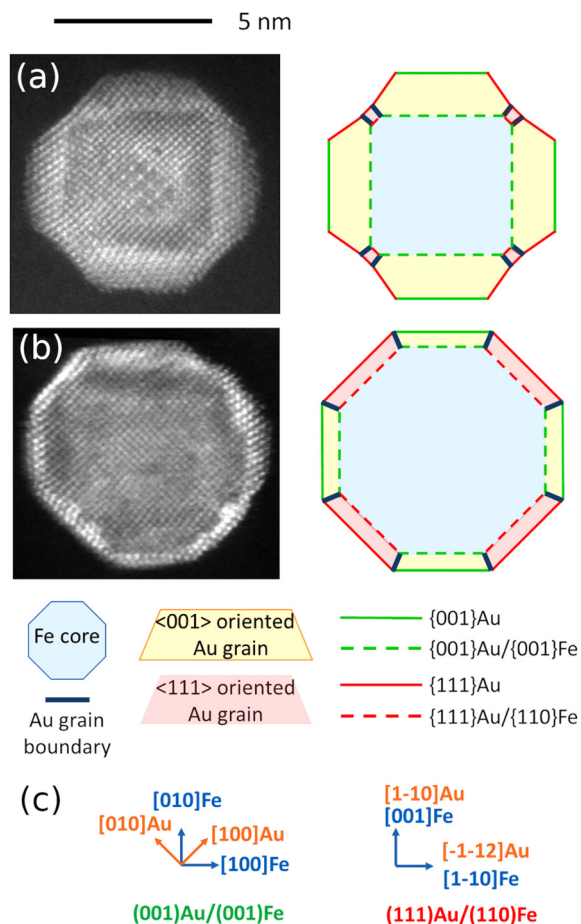 5 nm
(a)
(b)
Fe core
<001> oriented
Au grain
{001}Au
{001}Au/{001}Fe
Au grain
boundary
<111> oriented
Au grain
{111}Au
{111}Au/{110}Fe
(c)
[010]Fe
[010]Au
[100]Au
[100]Fe
(001)Au/(001)Fe
[1-10]Au
[001]Fe
[-1-12]Au
[1-10]Fe
(111)Au/(110)Fe